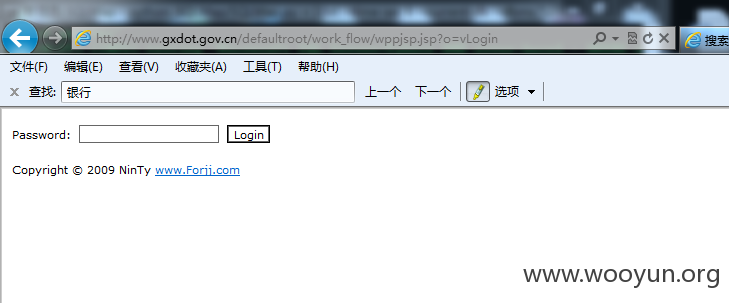 http://www.gxdot.gov.cn/defaultroot/work_flow/wppjsp.jsp?o=vLogin 搜索
文件(F) 编辑(E) 查看(V) 收藏夹(A) 工具(T) 帮助(H)
× 查找: 银行 上一个 下一个 选项
Password: Login
Copyright © 2009 NinTy www.Forjj.com
www.wooyun.org